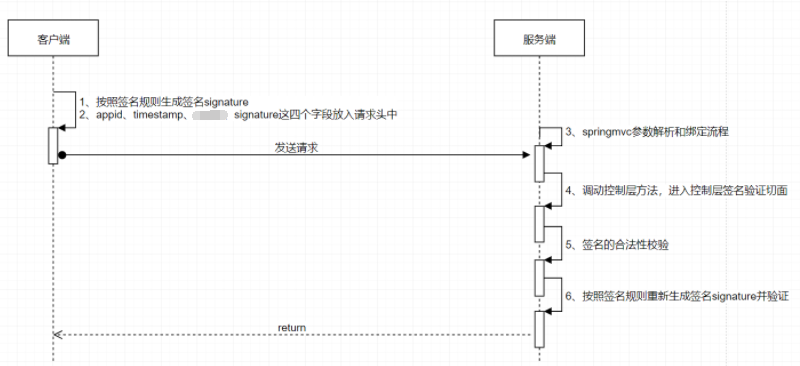 客户端
服务端
1、按照签名规则生成签名signature
2、appid、timestamp、 signature这四个字段放入请求头中
发送请求
3、springmvc参数解析和绑定流程
4、调动控制层方法，进入控制层签名验证切面
5、签名的合法性校验
6、按照签名规则重新生成签名signature并验证
return